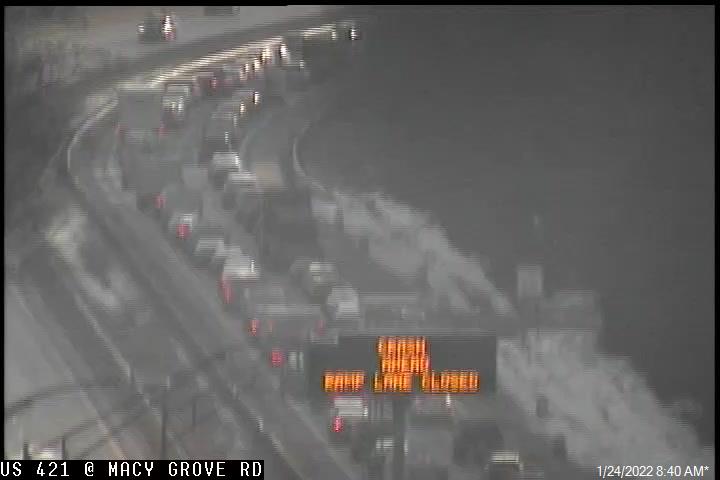 CRASH
AHEAD
RAMP LANE CLOSED
US 421 @ MACY GROVE RD
1/24/2022 8:40 AM*